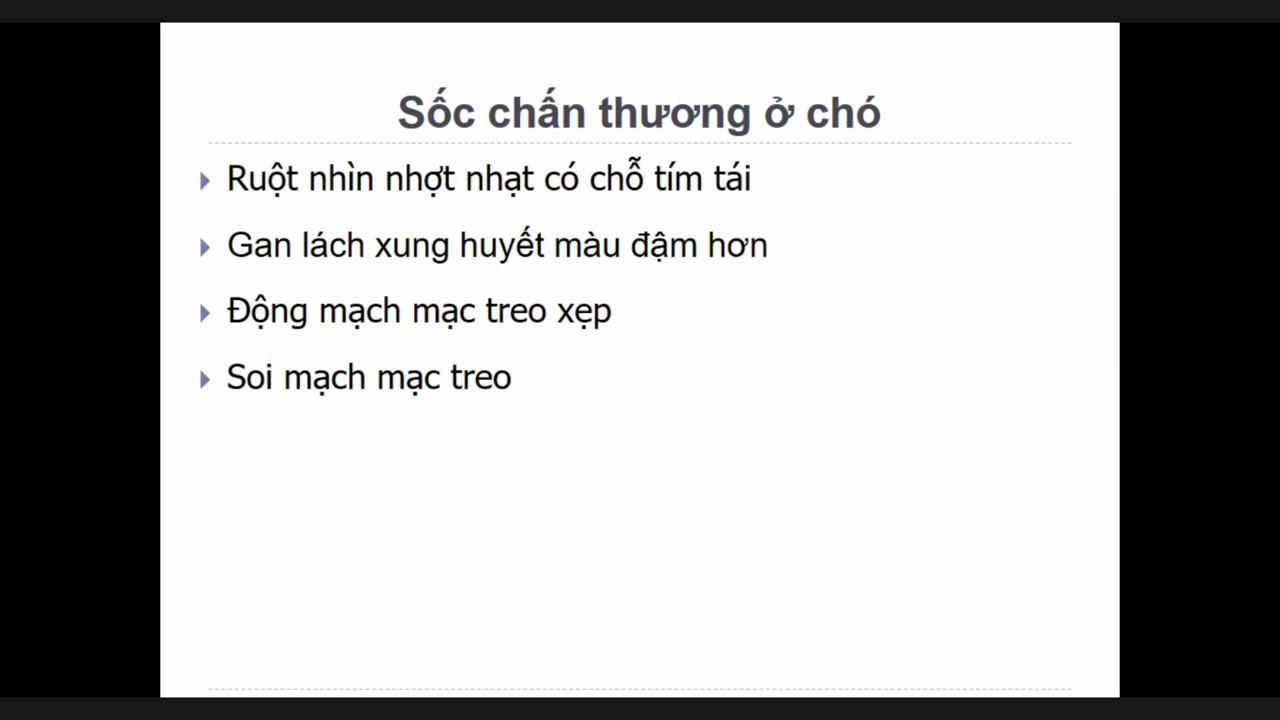 Sốc chấn thương ở chó
Ruột nhìn nhợt nhạt có chỗ tím tái
Gan lách xung huyết màu đậm hơn
Động mạch mạc treo xẹp
Soi mạch mạc treo